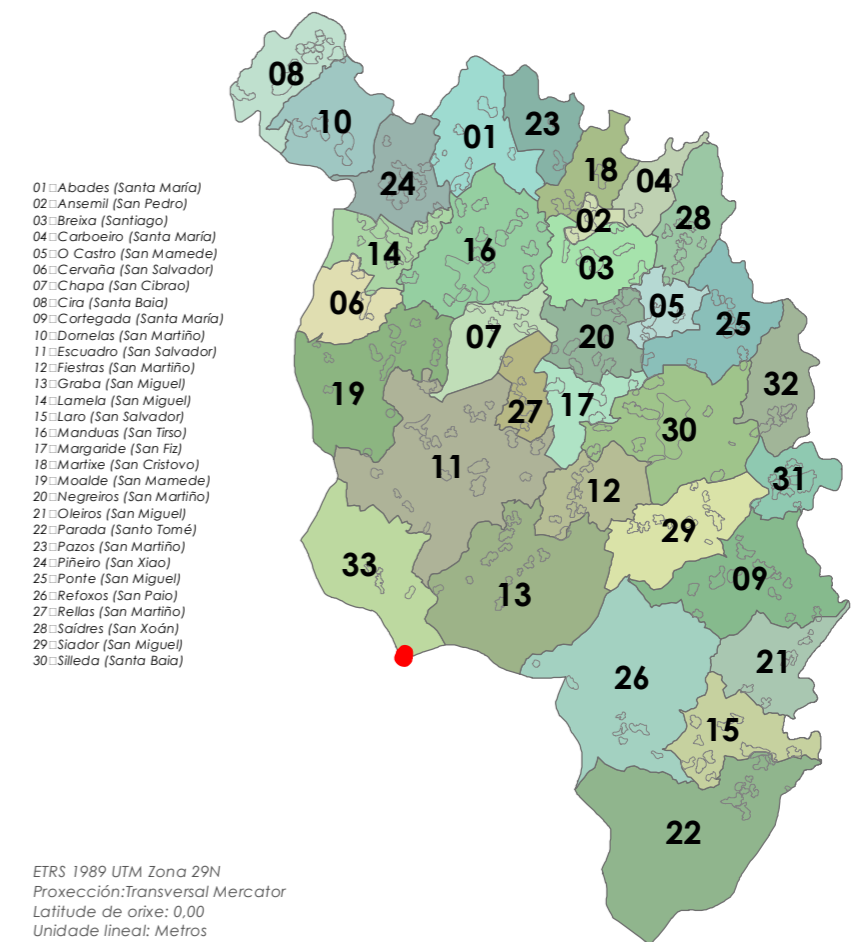 08
10
01
23
24
18
04
02
28
14
16
03
06
05
07
20
25
19
27
17
32
30
11
12
31
29
33
13
09
26
21
15
22
01□Abades (Santa María)
02□Ansemil (San Pedro)
03□Breixa (Santiago)
04□Carboeiro (Santa María)
05□O Castro (San Mamede)
06□Cervaña (San Salvador)
07□Chapa (San Cibrao)
08□Cira (Santa Baia)
09□Cortegada (Santa María)
10□Dornelas (San Martiño)
11□Escuadro (San Salvador)
12□Fiestras (San Martiño)
13□Graba (San Miguel)
14□Lamela (San Miguel)
15□Laro (San Salvador)
16□Manduas (San Tirso)
17□Margaride (San Fiz)
18□Martixe (San Cristovo)
19□Moalde (San Mamede)
20□Negreiros (San Martiño)
21□Oleiros (San Miguel)
22□Parada (Santo Tomé)
23□Pazos (San Martiño)
24□Piñeiro (San Xiao)
25□Ponte (San Miguel)
26□Refoxos (San Paio)
27□Rellas (San Martiño)
28□Saídres (San Xoán)
29□Siador (San Miguel)
30□Silleda (Santa Baia)
ETRS 1989 UTM Zona 29N
Proxección:Transversal Mercator
Latitude de orixe: 0,00
Unidade lineal: Metros